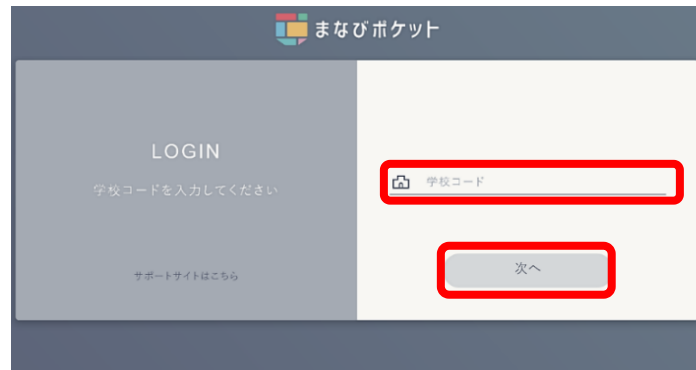 まなびポケット
LOGIN
学校コードを入力してください
サポートサイトはこちら
学校コード
次へ